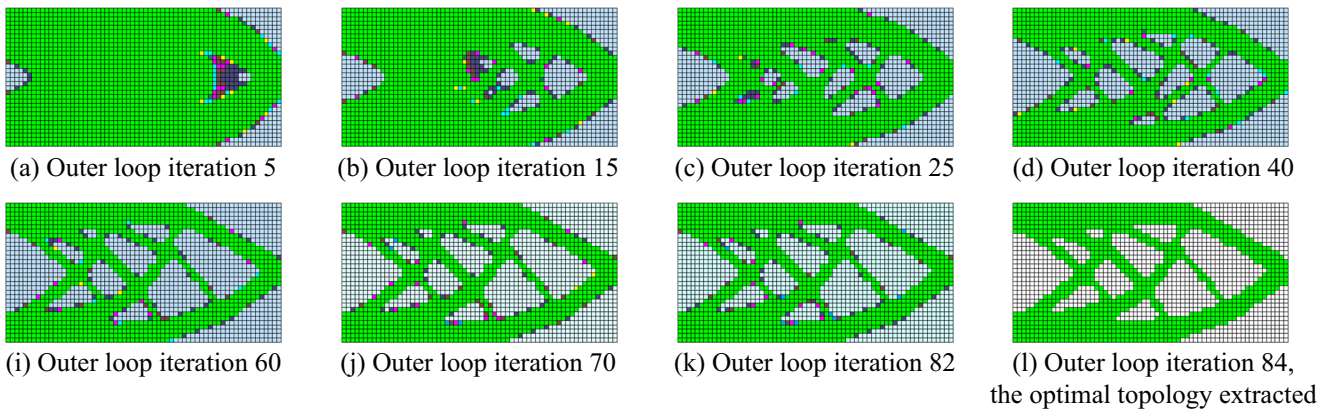 (a) Outer loop iteration 5
(b) Outer loop iteration 15
(c) Outer loop iteration 25
(d) Outer loop iteration 40
(i) Outer loop iteration 60
(j) Outer loop iteration 70
(k) Outer loop iteration 82
(l) Outer loop iteration 84,
the optimal topology extracted